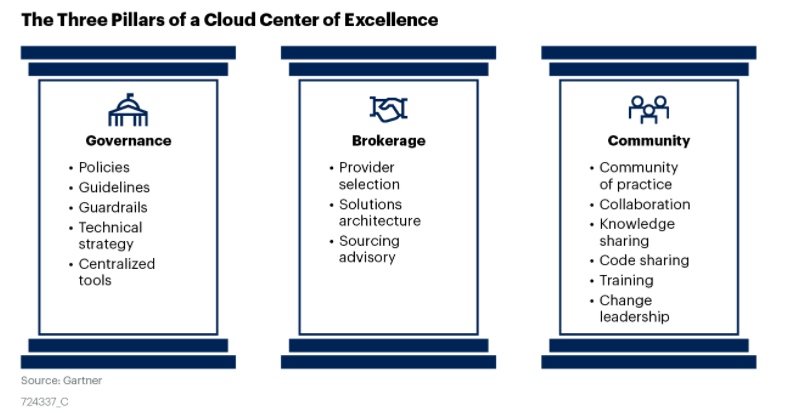 The Three Pillars of a Cloud Center of Excellence
Governance
• Policies
• Guidelines
• Guardrails
• Technical
strategy
• Centralized
tools
Brokerage
• Provider
selection
• Solutions
architecture
• Sourcing
advisory
Community
• Community
of practice
• Collaboration
• Knowledge
sharing
• Code sharing
• Training
• Change
leadership
Source: Gartner
724337_C